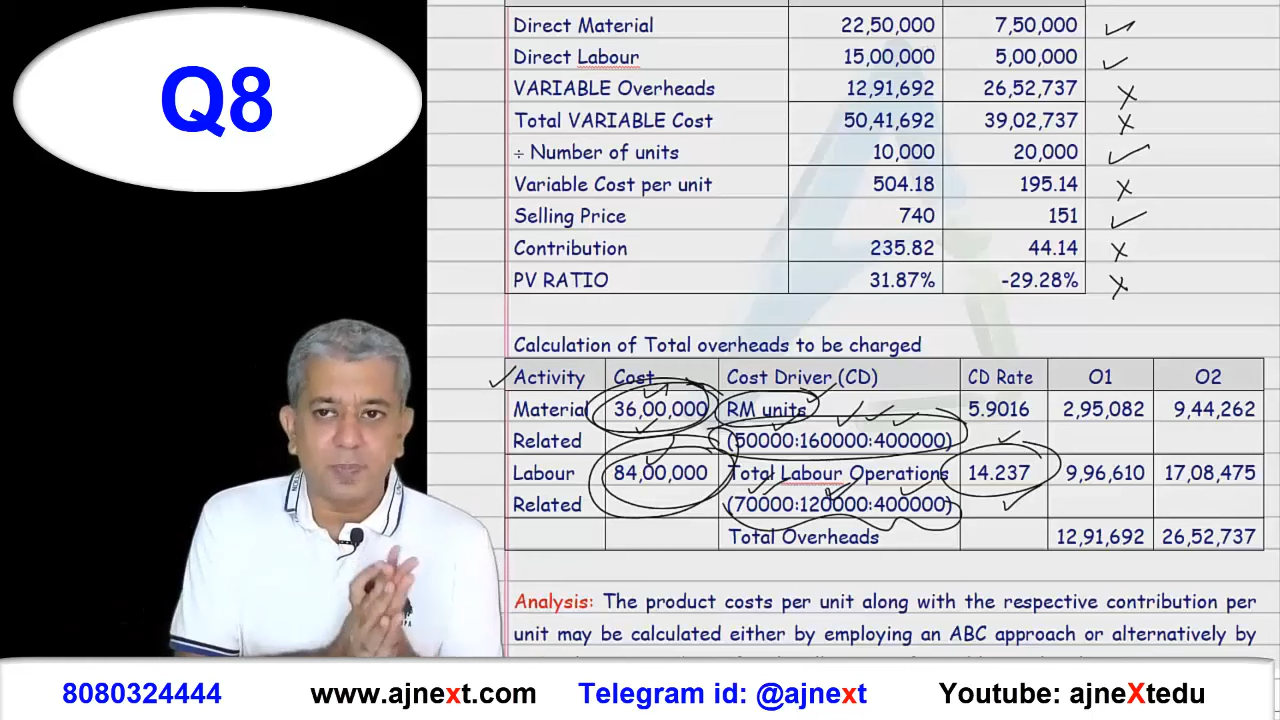 Q8
Direct Material 22,50,000 7,50,000
Direct Labour 15,00,000 5,00,000
VARIABLE Overheads 12,91,692 26,52,737
Total VARIABLE Cost 50,41,692 39,02,737
÷ Number of units 10,000 20,000
Variable Cost per unit 504.18 195.14
Selling Price 740 151
Contribution 235.82 44.14
PV RATIO 31.87% -29.28%
Calculation of Total overheads to be charged
Activity Cost Cost Driver (CD) CD Rate O1 O2
Material 36,00,000 RM units 5.9016 2,95,082 9,44,262
Related (50000:160000:400000)
Labour 84,00,000 Total Labour Operations 14.237 9,96,610 17,08,475
Related (70000:120000:400000)
Total Overheads 12,91,692 26,52,737
Analysis: The product costs per unit along with the respective contribution per
unit may be calculated either by employing an ABC approach or alternatively by
8080324444 www.ajnext.com Telegram id: @ajnext Youtube: ajneXtedu